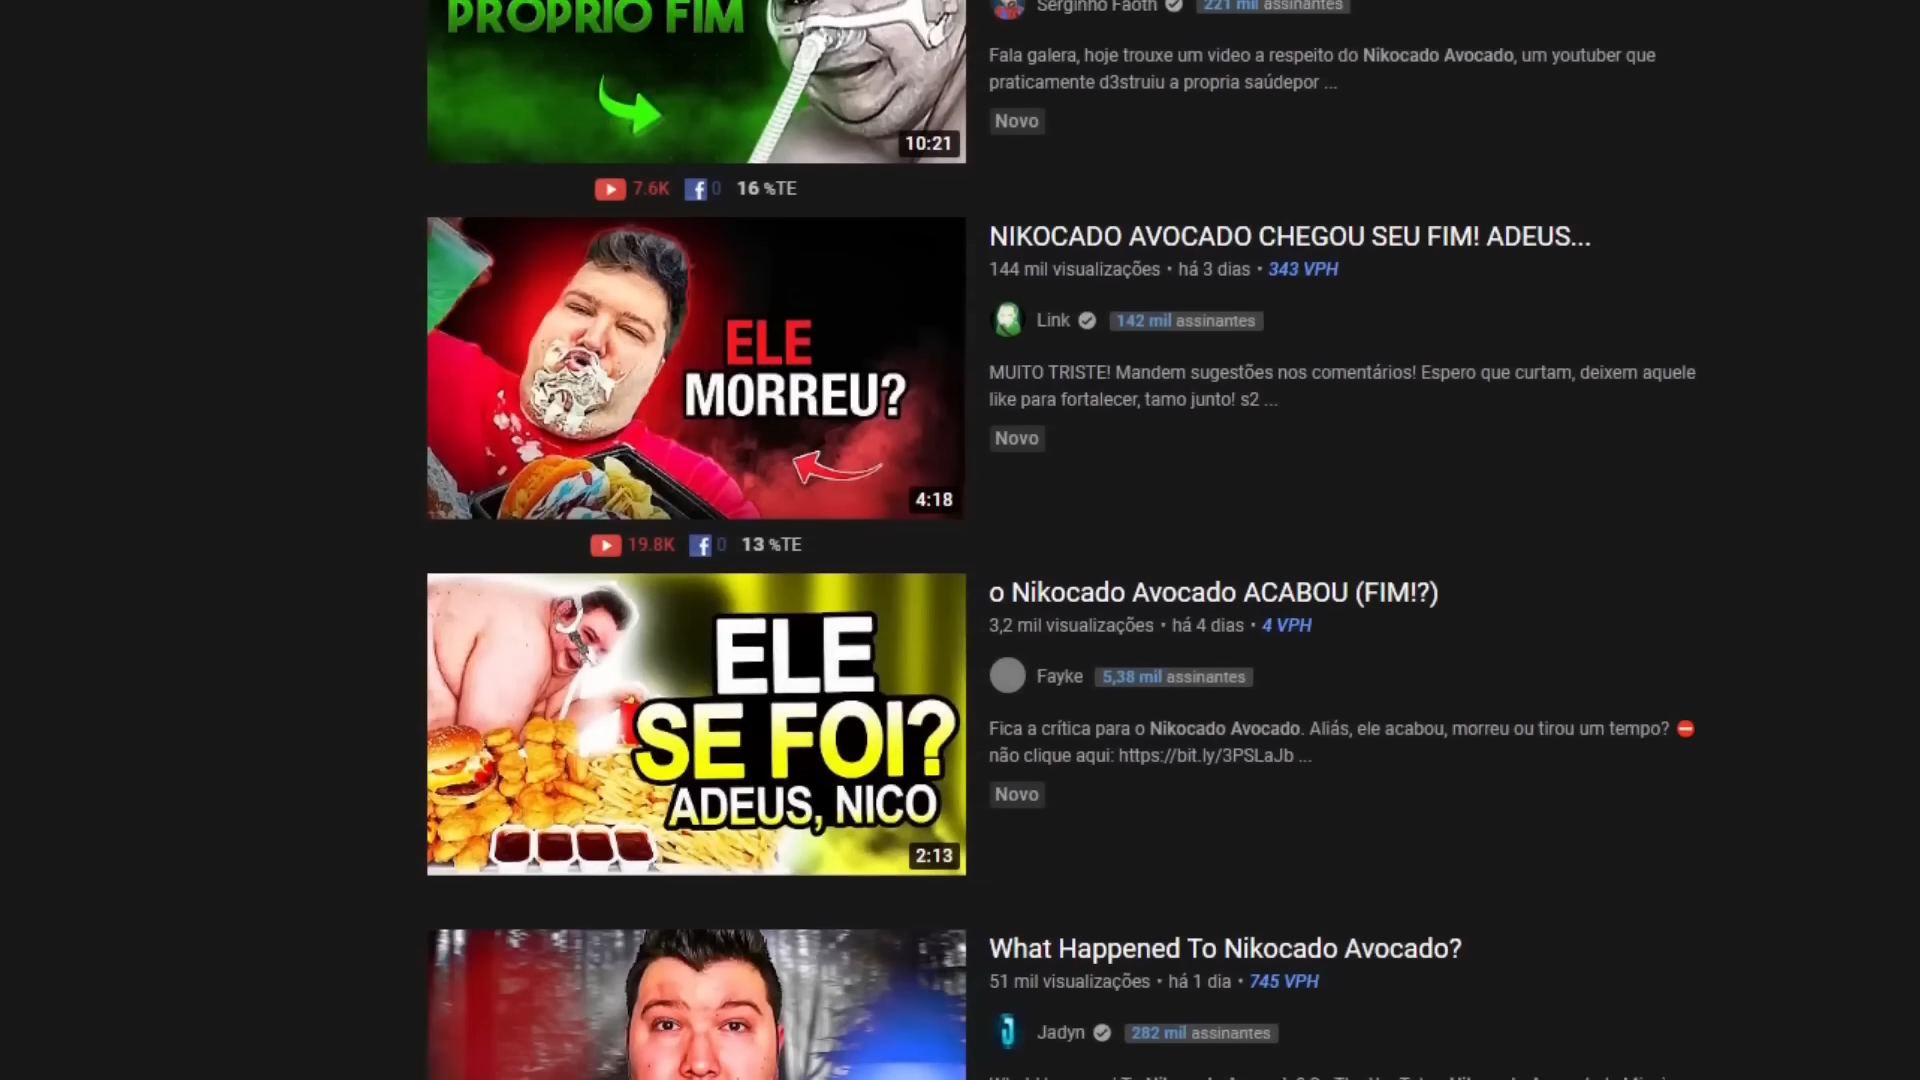 PRÓPRIO FIM
10:21
Serginho Faoth 221 mil assinantes
Fala galera, hoje trouxe um video a respeito do Nikocado Avocado, um youtuber que
praticamente d3struiu a propria saúdepor ...
Novo
7.6K 0 16 %TE
ELE
MORREU?
4:18
NIKOCADO AVOCADO CHEGOU SEU FIM! ADEUS...
144 mil visualizações • há 3 dias • 343 VPH
Link 142 mil assinantes
MUITO TRISTE! Mandem sugestões nos comentários! Espero que curtam, deixem aquele
like para fortalecer, tamo junto! s2 ...
Novo
19.8K 0 13 %TE
ELE
SE FOI?
ADEUS, NICO
2:13
o Nikocado Avocado ACABOU (FIM!?)
3,2 mil visualizações • há 4 dias • 4 VPH
Fayke 5,38 mil assinantes
Fica a crítica para o Nikocado Avocado. Aliás, ele acabou, morreu ou tirou um tempo? ⛔
não clique aqui: https://bit.ly/3PSLaJb ...
Novo
What Happened To Nikocado Avocado?
51 mil visualizações • há 1 dia • 745 VPH
Jadyn 282 mil assinantes